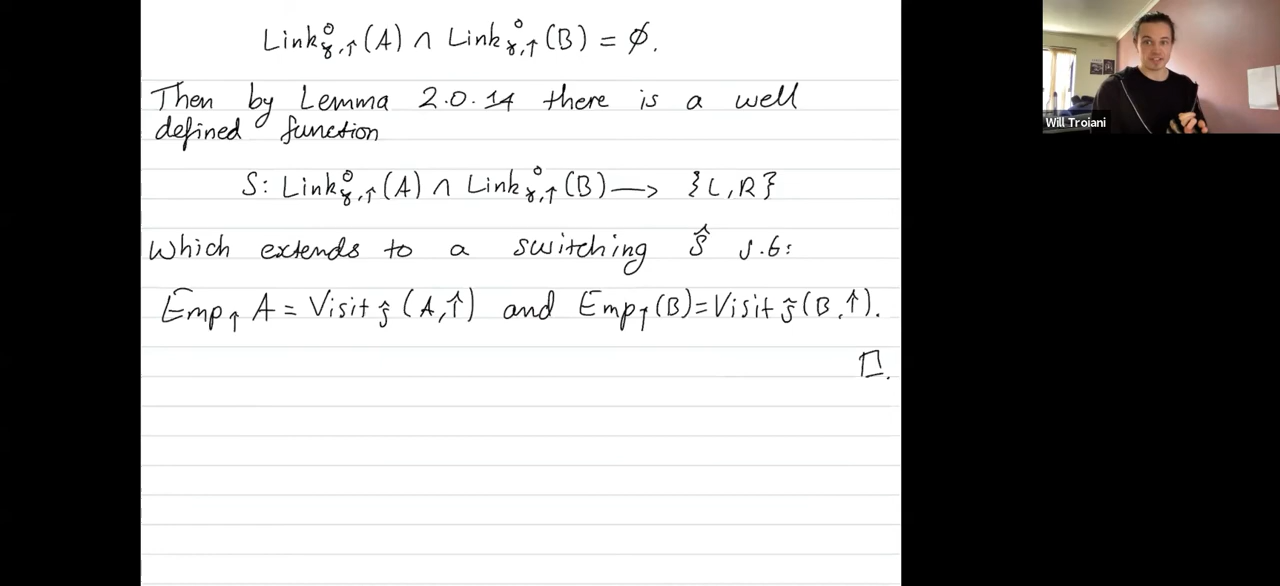 Link⅋°,↑(A) ∩ Link⅋°,↑(B) = ∅.
Then by Lemma 2.0.14 there is a well
defined function
S: Link⅋°,↑(A) ∩ Link⅋°,↑(B) ⟶ {L, R}
Which extends to a switching Ŝ s.t:
Emp↑ A = Visit Ŝ (A, ↑) and Emp↑(B) = Visit Ŝ (B, ↑).
□.
Will Troiani